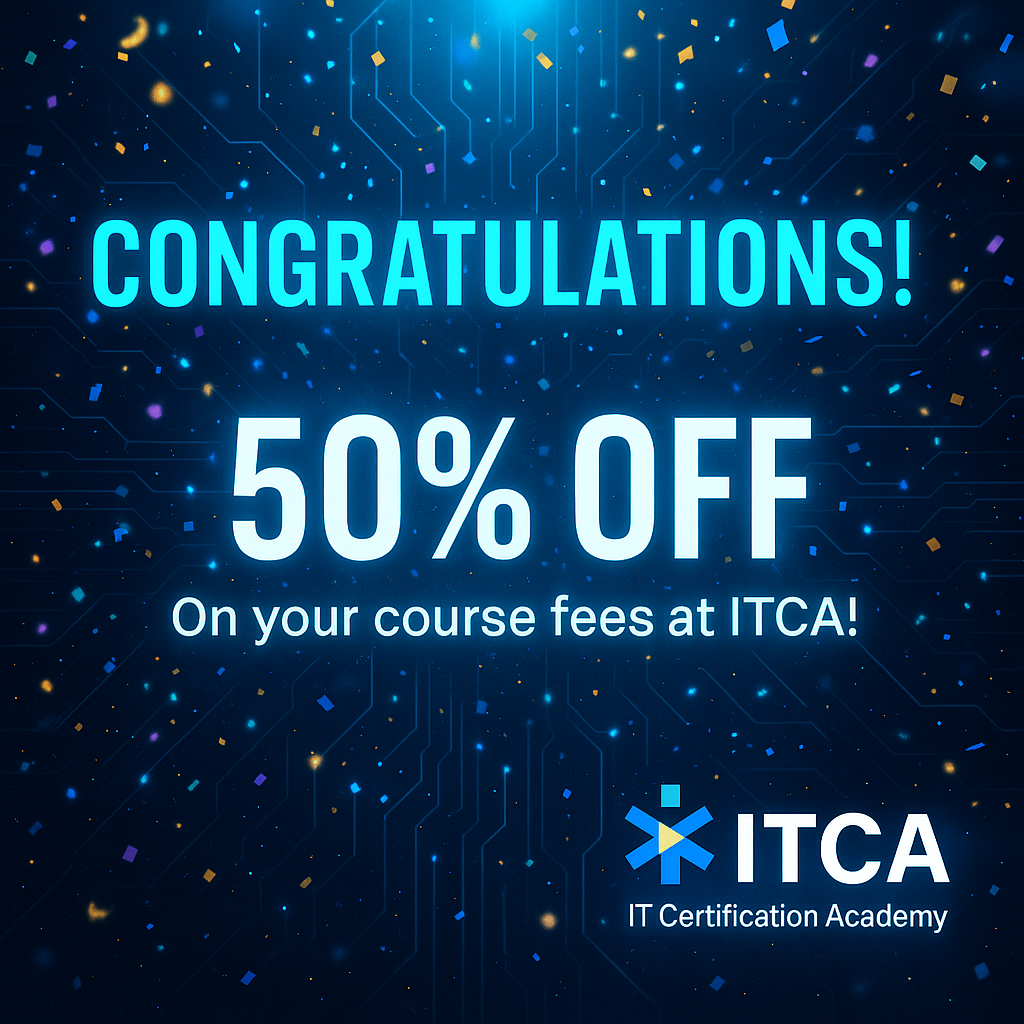 CONGRATULATIONS!
50% OFF
On your course fees at ITCA!
ITCA
IT Certification Academy